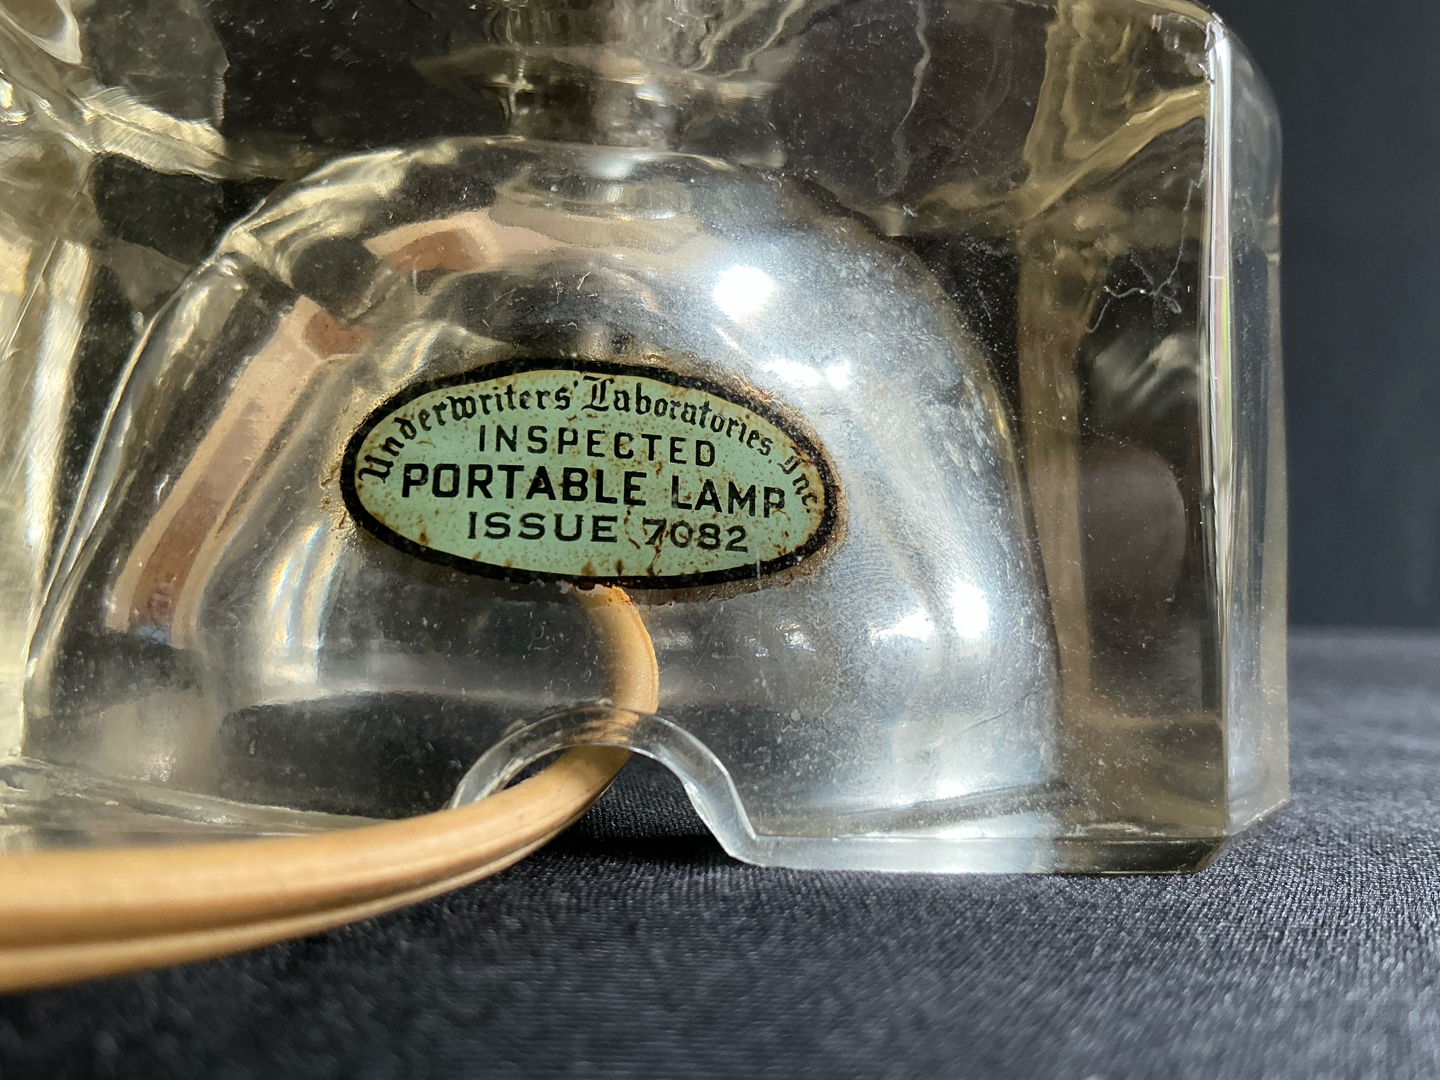 Underwriters' Laboratories, Inc.
INSPECTED
PORTABLE LAMP
ISSUE 7082